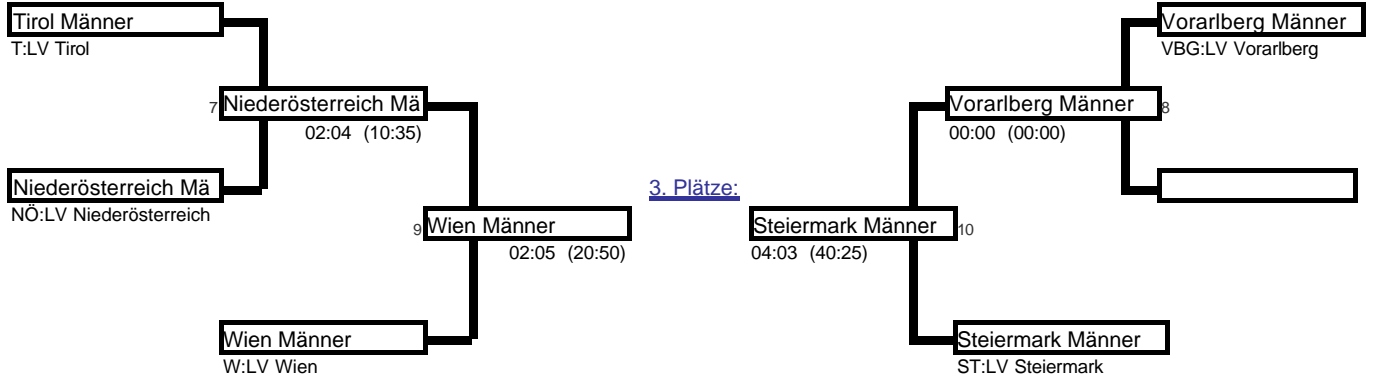 Tirol Männer
T:LV Tirol
7 Niederösterreich Mä
02:04 (10:35)
Niederösterreich Mä
NÖ:LV Niederösterreich
9 Wien Männer
02:05 (20:50)
Wien Männer
W:LV Wien
3. Plätze:
Vorarlberg Männer
VBG:LV Vorarlberg
Vorarlberg Männer 8
00:00 (00:00)
Steiermark Männer 10
04:03 (40:25)
Steiermark Männer
ST:LV Steiermark